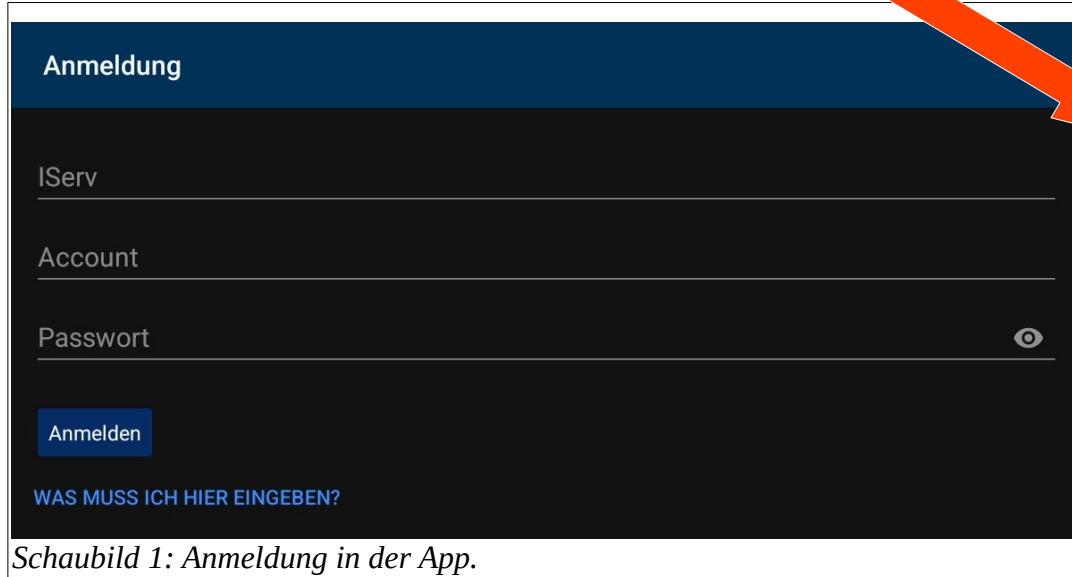 Anmeldung
IServ
Account
Passwort
Anmelden
WAS MUSS ICH HIER EINGEBEN?
Schaubild 1: Anmeldung in der App.